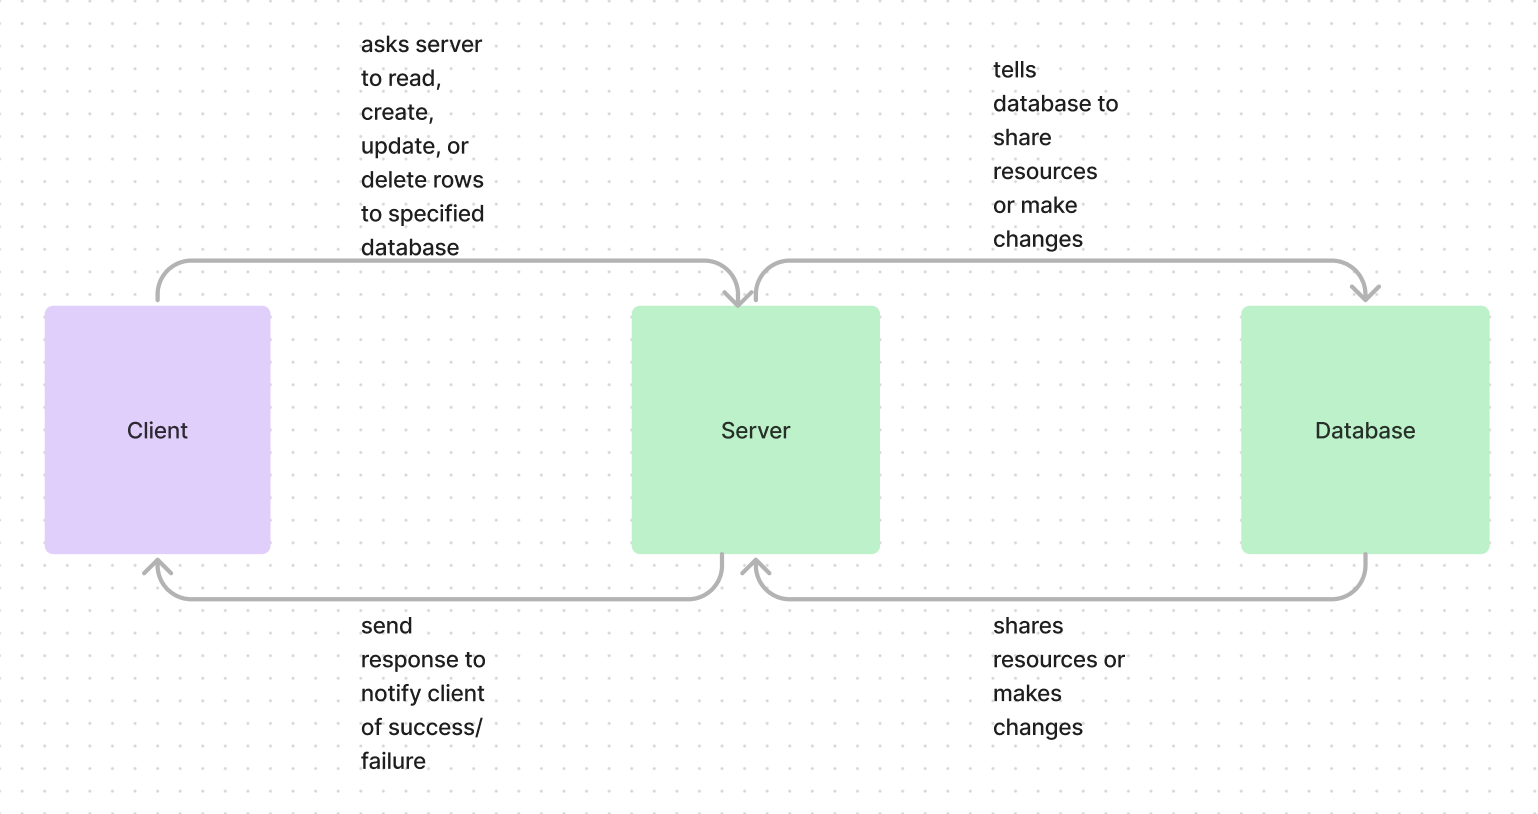 asks server
to read,
create,
update, or
delete rows
to specified
database
tells
database to
share
resources
or make
changes
Client
Server
Database
send
response to
notify client
of success/
failure
shares
resources or
makes
changes